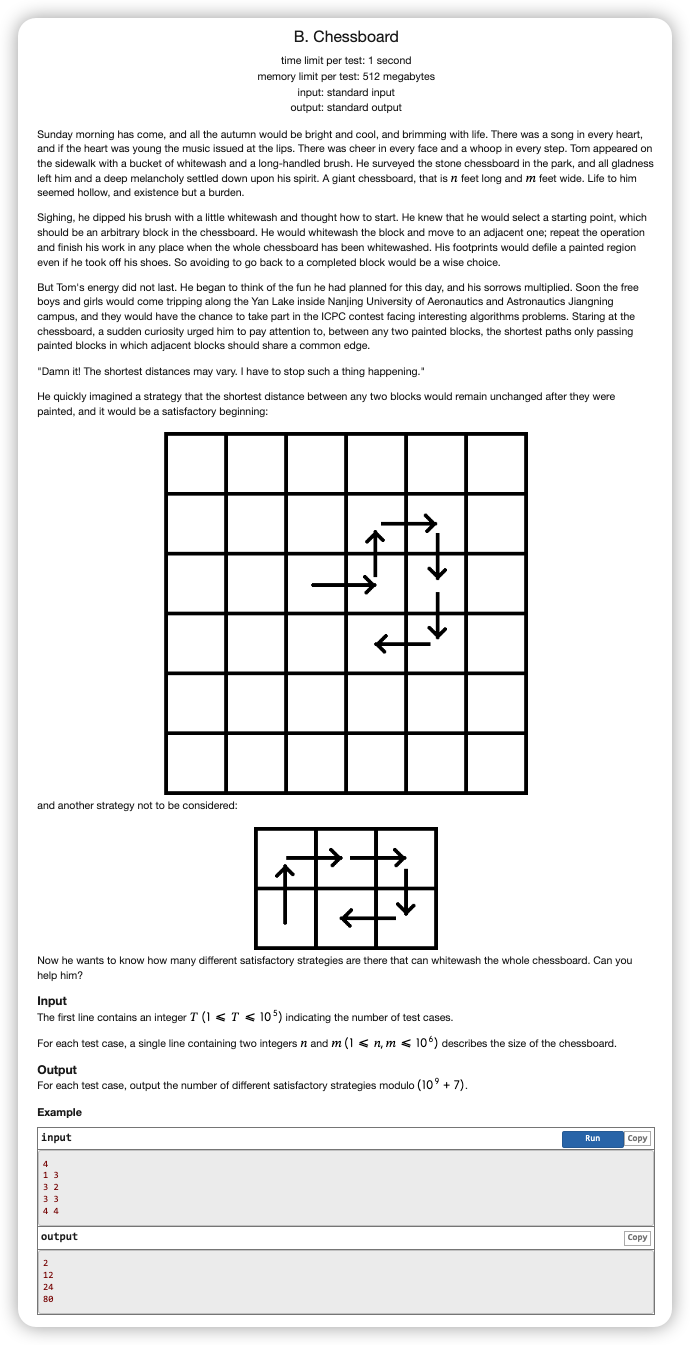 B. Chessboard
time limit per test: 1 second
memory limit per test: 512 megabytes
input: standard input
output: standard output
Sunday morning has come, and all the autumn would be bright and cool, and brimming with life. There was a song in every heart,
and if the heart was young the music issued at the lips. There was cheer in every face and a whoop in every step. Tom appeared on
the sidewalk with a bucket of whitewash and a long-handled brush. He surveyed the stone chessboard in the park, and all gladness
left him and a deep melancholy settled down upon his spirit. A giant chessboard, that is n feet long and m feet wide. Life to him
seemed hollow, and existence but a burden.
Sighing, he dipped his brush with a little whitewash and thought how to start. He knew that he would select a starting point, which
should be an arbitrary block in the chessboard. He would whitewash the block and move to an adjacent one; repeat the operation
and finish his work in any place when the whole chessboard has been whitewashed. His footprints would defile a painted region
even if he took off his shoes. So avoiding to go back to a completed block would be a wise choice.
But Tom's energy did not last. He began to think of the fun he had planned for this day, and his sorrows multiplied. Soon the free
boys and girls would come tripping along the Yan Lake inside Nanjing University of Aeronautics and Astronautics Jiangning
campus, and they would have the chance to take part in the ICPC contest facing interesting algorithms problems. Staring at the
chessboard, a sudden curiosity urged him to pay attention to, between any two painted blocks, the shortest paths only passing
painted blocks in which adjacent blocks should share a common edge.
"Damn it! The shortest distances may vary. I have to stop such a thing happening."
He quickly imagined a strategy that the shortest distance between any two blocks would remain unchanged after they were
painted, and it would be a satisfactory beginning:
and another strategy not to be considered:
Now he wants to know how many different satisfactory strategies are there that can whitewash the whole chessboard. Can you
help him?
Input
The first line contains an integer T (1 ⩽ T ⩽ 10^5) indicating the number of test cases.
For each test case, a single line containing two integers n and m (1 ⩽ n, m ⩽ 10^6) describes the size of the chessboard.
Output
For each test case, output the number of different satisfactory strategies modulo (10^9 + 7).
Example
input Run Copy
4
1 3
3 2
3 3
4 4
output Copy
2
12
24
80